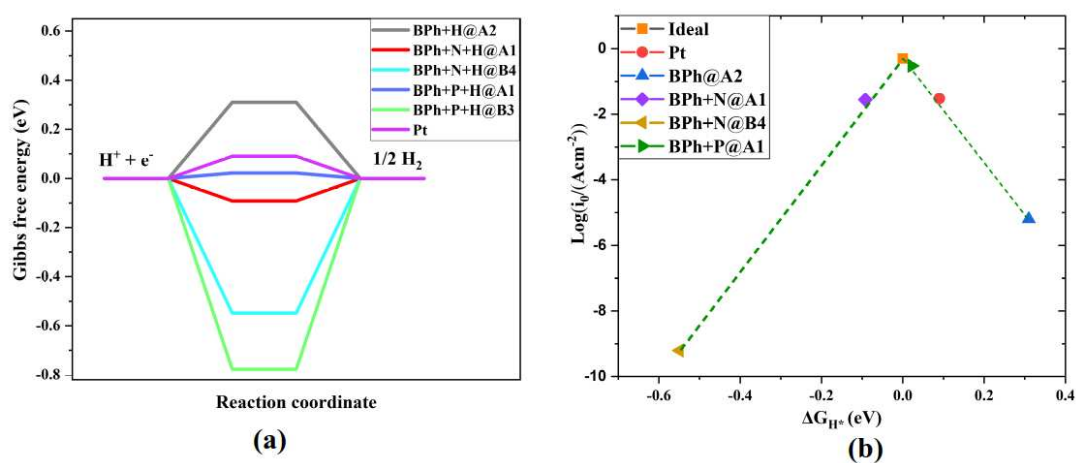 BPh+H@A2
BPh+N+H@A1
BPh+N+H@B4
BPh+P+H@A1
BPh+P+H@B3
Pt
Gibbs free energy (eV)
0.6
0.4
0.2
0.0
-0.2
-0.4
-0.6
-0.8
H⁺ + e⁻
1/2 H₂
Reaction coordinate
(a)
Ideal
Pt
BPh@A2
BPh+N@A1
BPh+N@B4
BPh+P@A1
Log(i₀/(Acm⁻²))
0
-2
-4
-6
-8
-10
-0.6
-0.4
-0.2
0.0
0.2
0.4
ΔG_H* (eV)
(b)